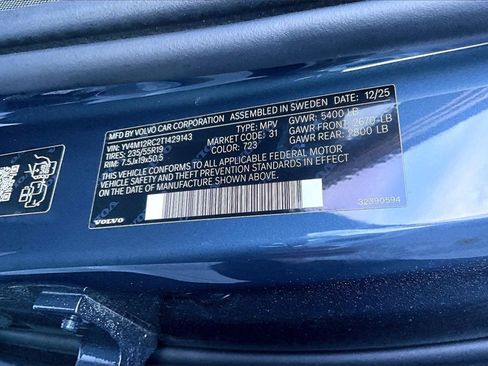 MFD BY VOLVO CAR CORPORATION ASSEMBLED IN SWEDEN DATE: 12/25
VIN: YV4M12RC2T1429143 TYPE: MPV GVWR: 5400 LB
TIRES: 235/55R19 MARKET CODE: 31 GAWR FRONT: 2670-LB
RIM: 7.5Jx19x50.5 COLOR: 723 GAWR REAR: 2800 LB
THIS VEHICLE CONFORMS TO ALL APPLICABLE FEDERAL MOTOR
VEHICLE SAFETY AND THEFT PREVENTION STANDARDS IN EFFECT ON
THE DATE OF MANUFACTURE SHOWN ABOVE.
VOLVO
32390594